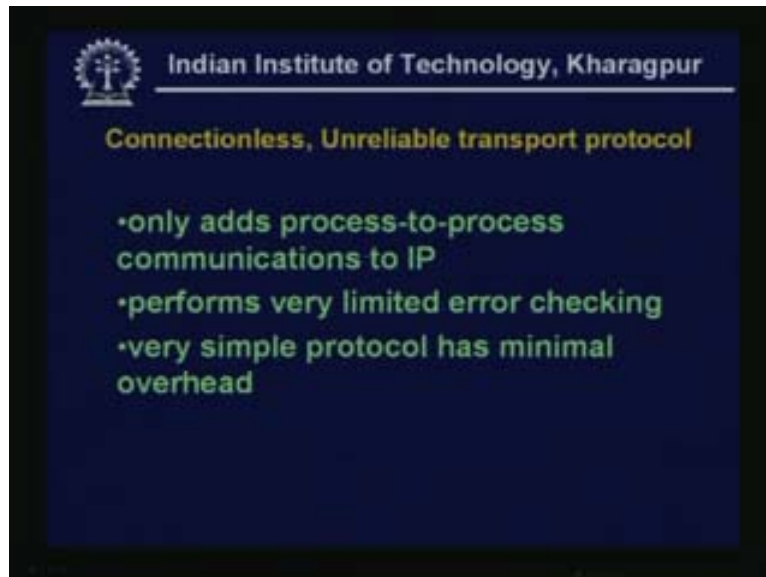 Indian Institute of Technology, Kharagpur
Connectionless, Unreliable transport protocol
•only adds process-to-process
communications to IP
•performs very limited error checking
•very simple protocol has minimal
overhead